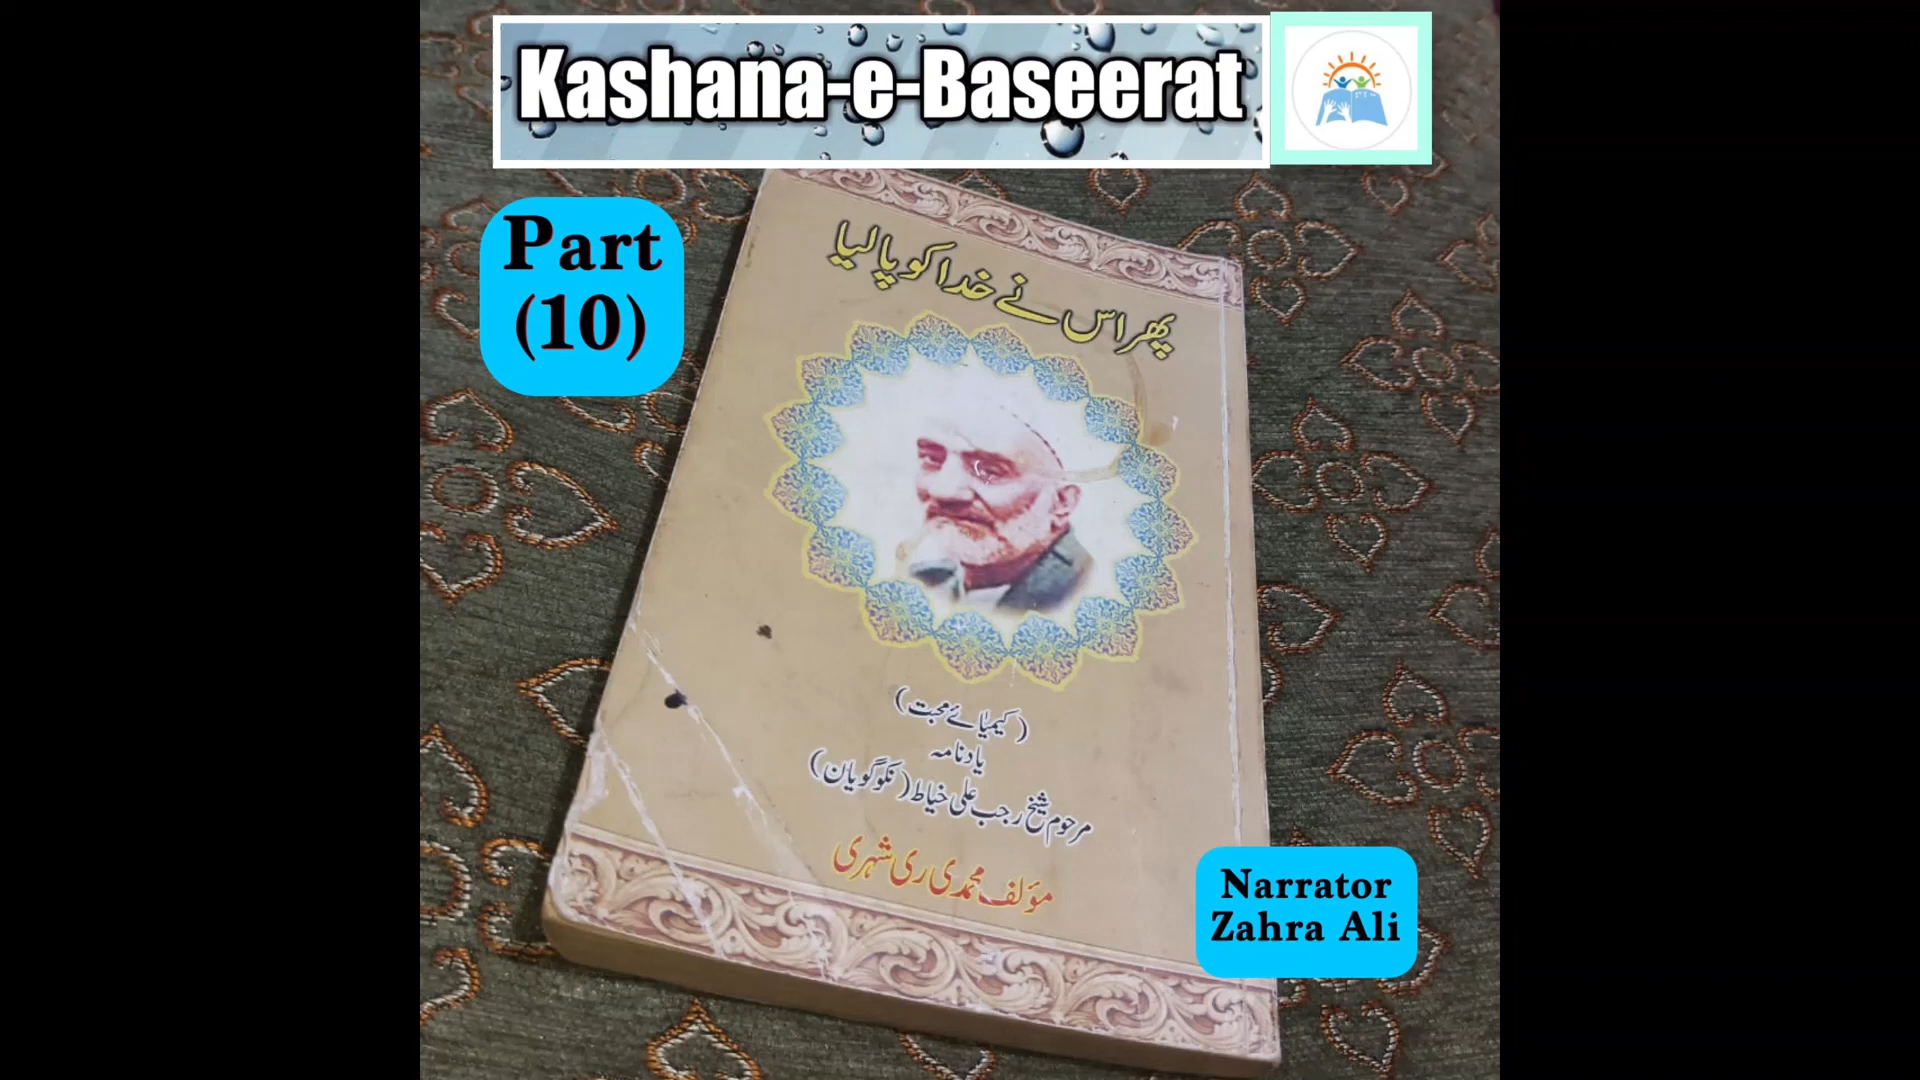 Kashana-e-Baseerat
Part
(10)
پھر اس نے خدا کو پا لیا
(کیمیائے محبت)
یادنامہ
مرحوم شیخ رجب علی خیاط (نکوگویان)
مؤلف محمدی ری شہری
Narrator
Zahra Ali